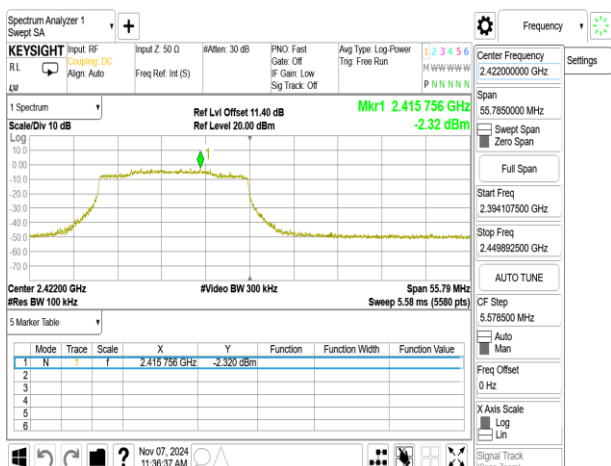 Spectrum Analyzer 1
Swept SA
Frequency
KEYSIGHT
RL
Input: RF
Coupling: DC
Align: Auto
Input Z: 50 Ω
Freq Ref: Int (S)
#Atten: 30 dB
PNO: Fast
Gate: Off
IF Gain: Low
Sig Track: Off
Avg Type: Log-Power
Trig: Free Run
1 2 3 4 5 6
M W W W W W
P N N N N N
Center Frequency
2.422000000 GHz
Settings
Span
55.7850000 MHz
Swept Span
Zero Span
Full Span
Start Freq
2.394107500 GHz
Stop Freq
2.449892500 GHz
AUTO TUNE
CF Step
5.578500 MHz
Auto
Man
Freq Offset
0 Hz
X Axis Scale
Log
Lin
Signal Track
1 Spectrum
Scale/Div 10 dB
Log
Ref Lvl Offset 11.40 dB
Ref Level 20.00 dBm
Mkr1 2.415 756 GHz
-2.32 dBm
10.0
0.00
-10.0
-20.0
-30.0
-40.0
-50.0
-60.0
-70.0
1
Center 2.42200 GHz
#Res BW 100 kHz
#Video BW 300 kHz
Span 55.79 MHz
Sweep 5.58 ms (5580 pts)
5 Marker Table
Mode Trace Scale X Y Function Function Width Function Value
1 N 1 f 2.415 756 GHz -2.320 dBm
2
3
4
5
6
?
Nov 07, 2024
11:36:37 AM